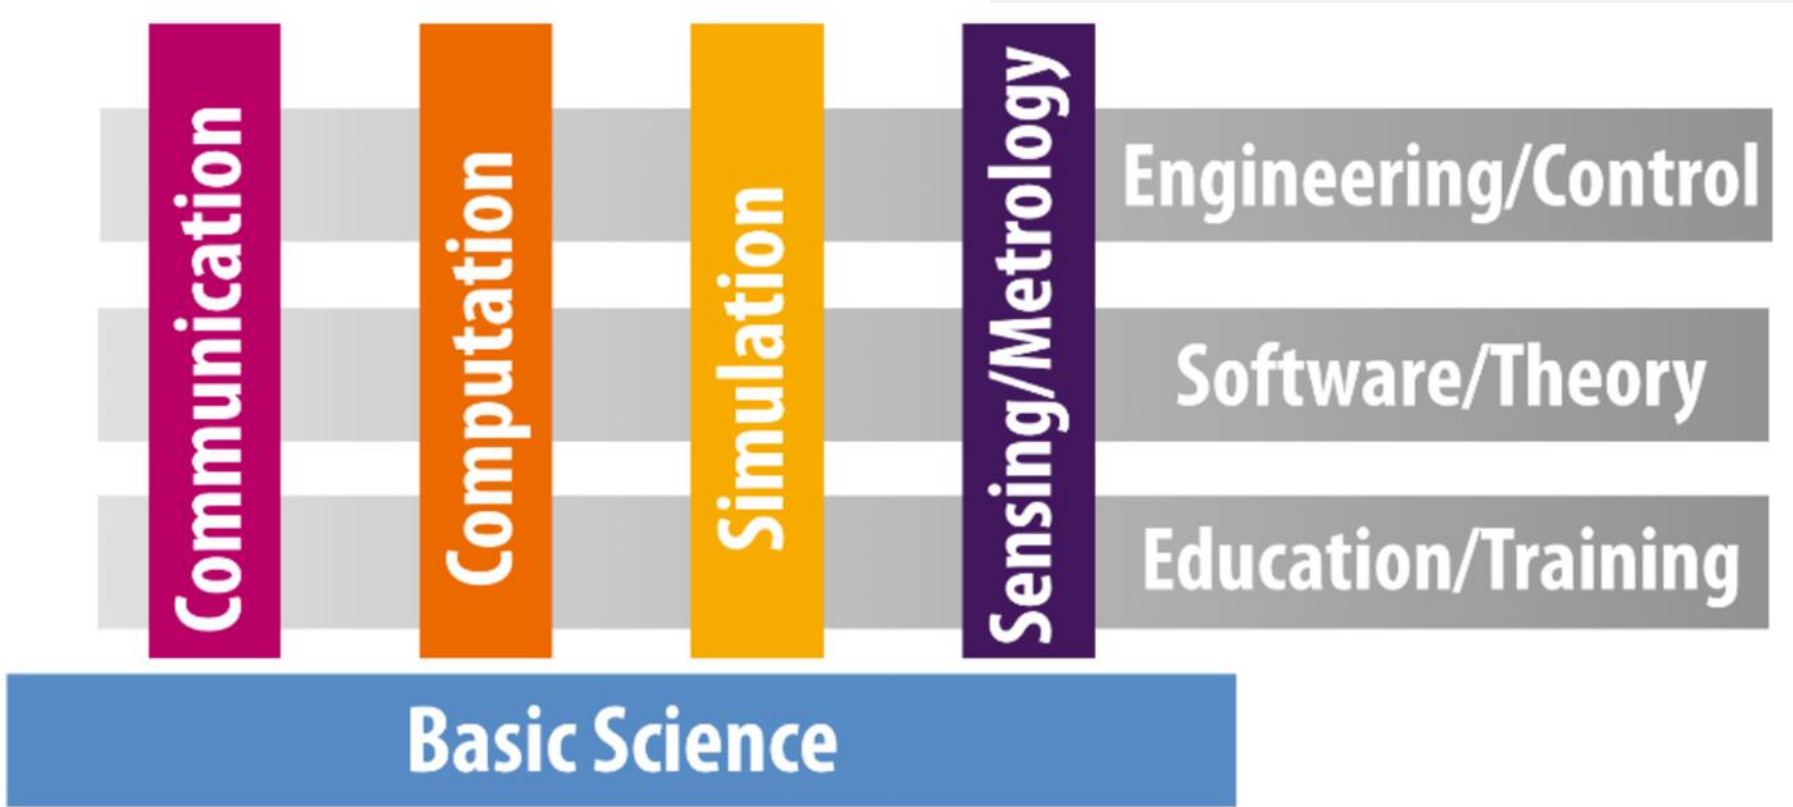 Communication
Computation
Simulation
Sensing/Metrology
Engineering/Control
Software/Theory
Education/Training
Basic Science